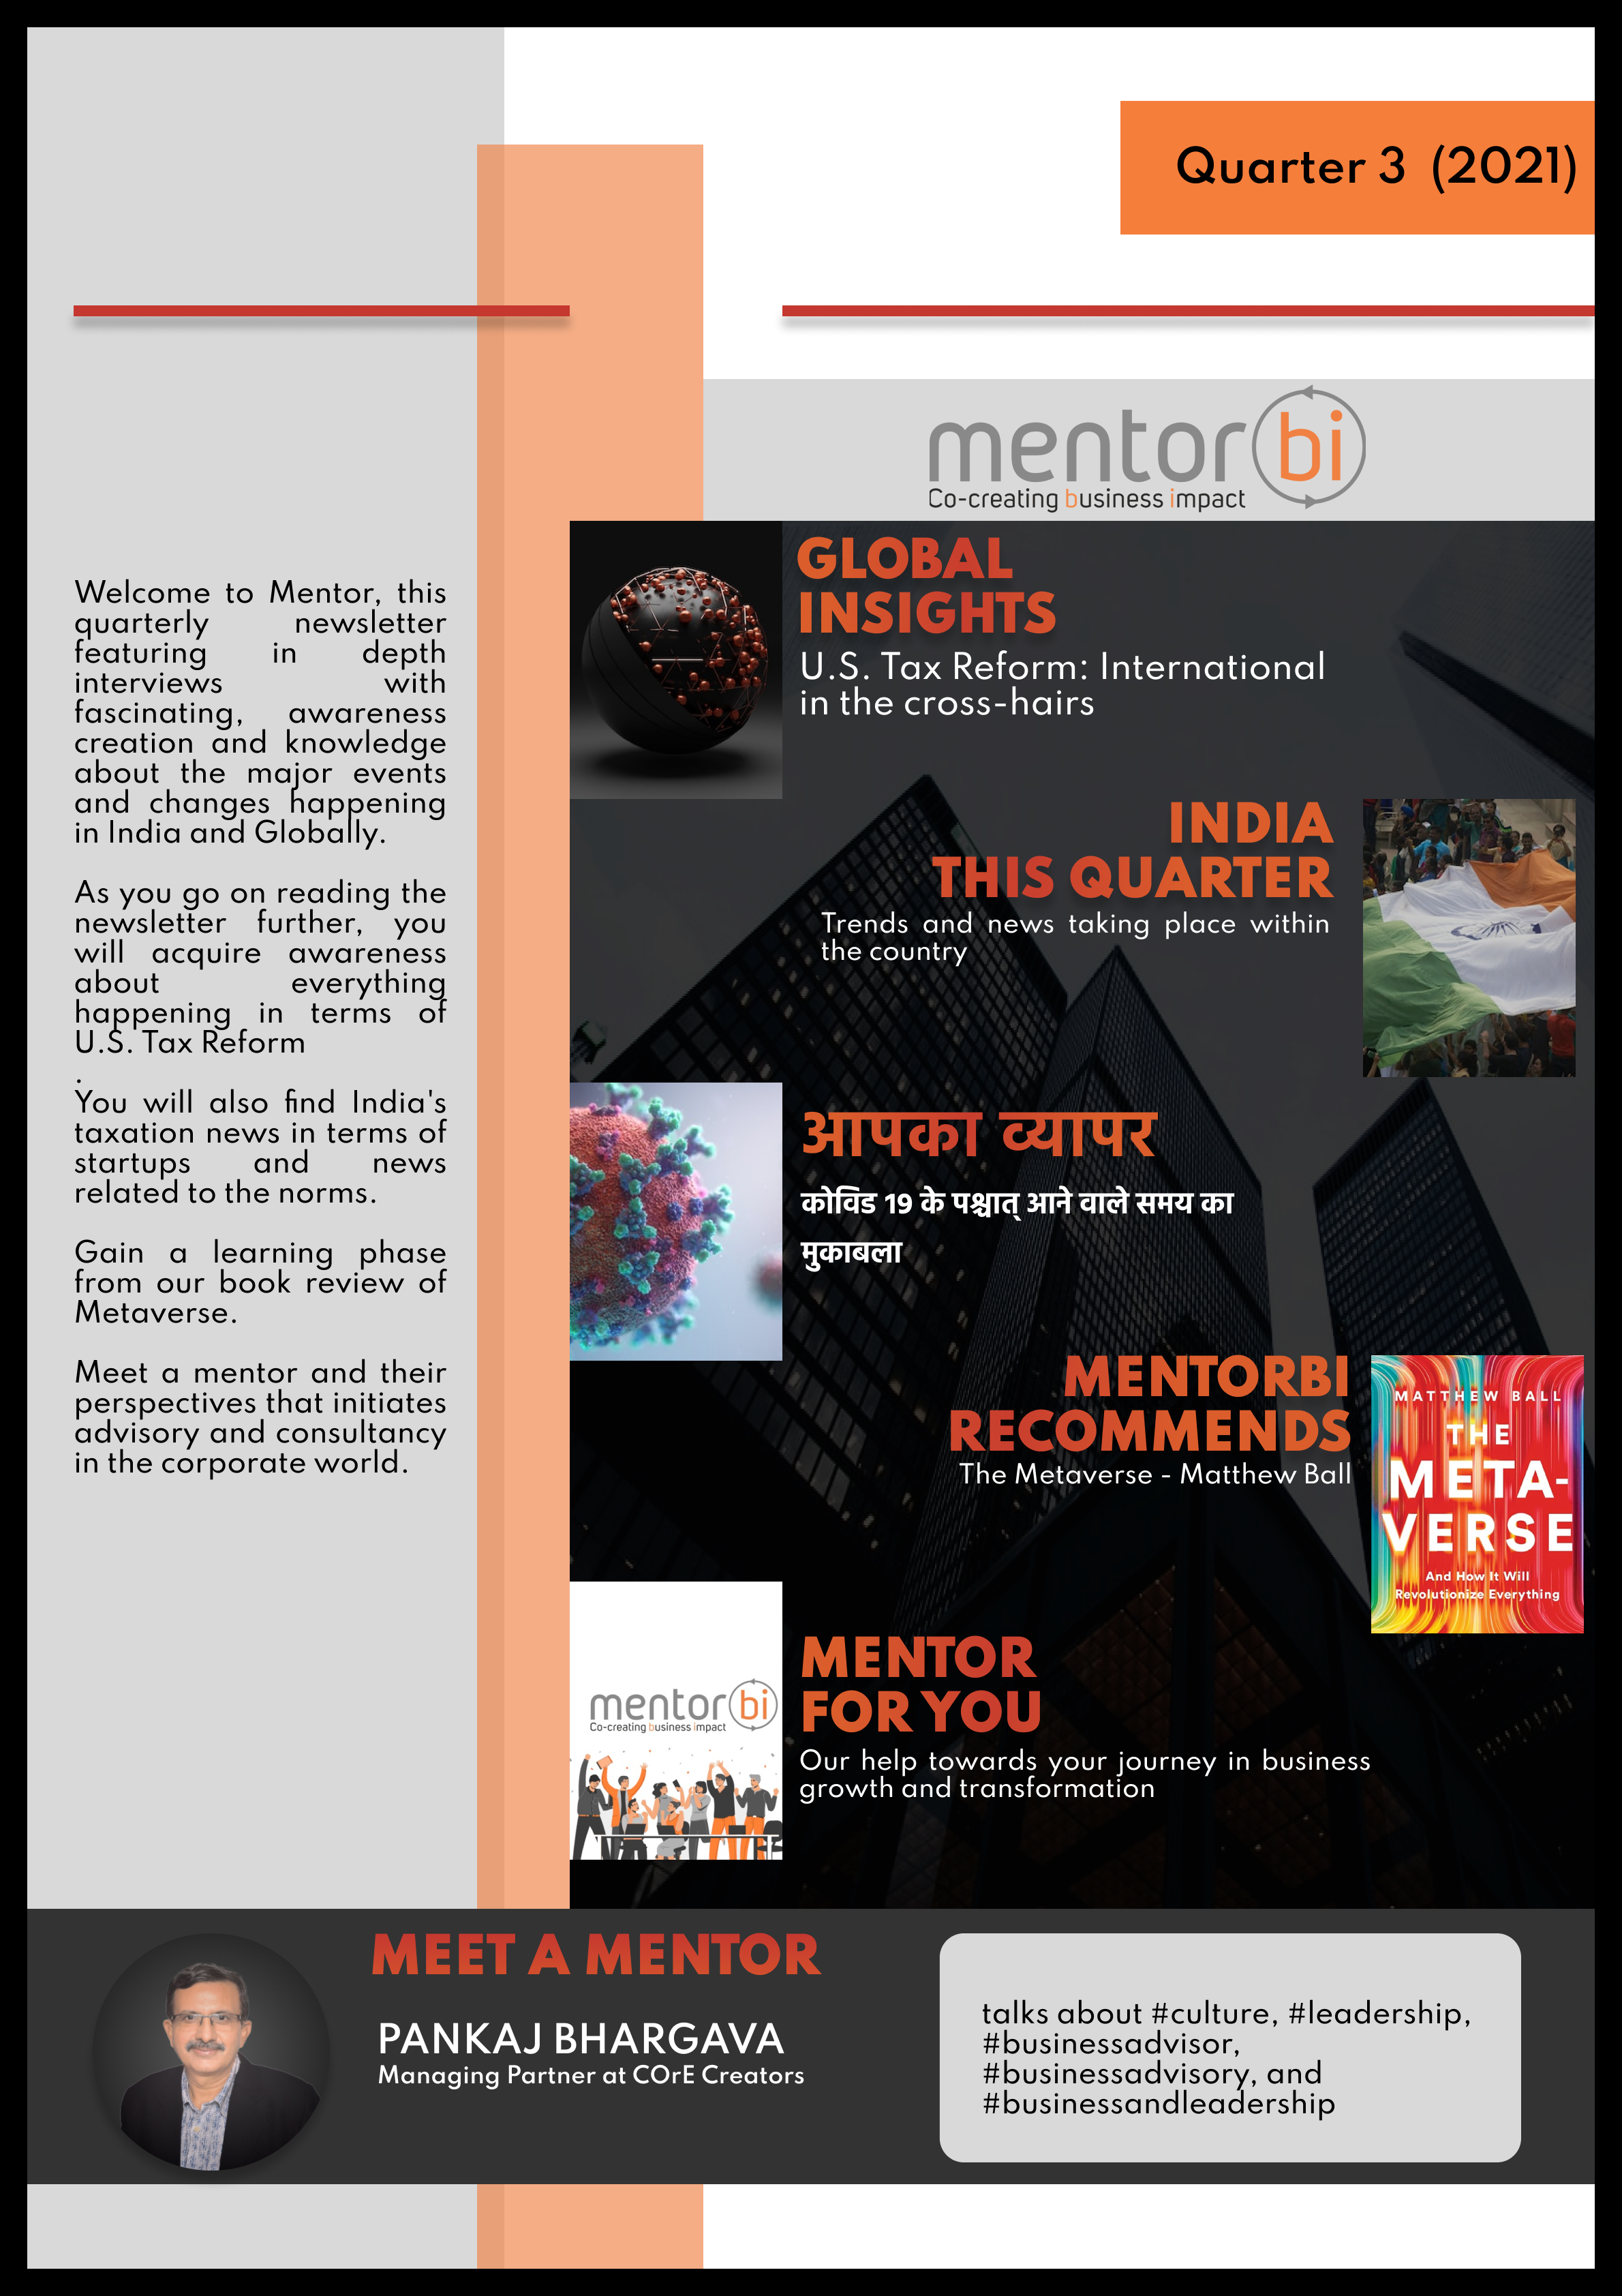 Quarter 3 (2021)
mentor bi
Co-creating business impact
Welcome to Mentor, this
quarterly newsletter
featuring in depth
interviews with
fascinating, awareness
creation and knowledge
about the major events
and changes happening
in India and Globally.
As you go on reading the
newsletter further, you
will acquire awareness
about everything
happening in terms of
U.S. Tax Reform
.
You will also find India's
taxation news in terms of
startups and news
related to the norms.
Gain a learning phase
from our book review of
Metaverse.
Meet a mentor and their
perspectives that initiates
advisory and consultancy
in the corporate world.
GLOBAL
INSIGHTS
U.S. Tax Reform: International
in the cross-hairs
INDIA
THIS QUARTER
Trends and news taking place within
the country
आपका व्यापर
कोविड 19 के पश्चात् आने वाले समय का
मुकाबला
MENTORBI
RECOMMENDS
The Metaverse - Matthew Ball
MATTHEW BALL
THE
META-
VERSE
And How It Will
Revolutionize Everything
mentor bi
Co-creating business impact
MENTOR
FOR YOU
Our help towards your journey in business
growth and transformation
MEET A MENTOR
PANKAJ BHARGAVA
Managing Partner at COrE Creators
talks about #culture, #leadership,
#businessadvisor,
#businessadvisory, and
#businessandleadership